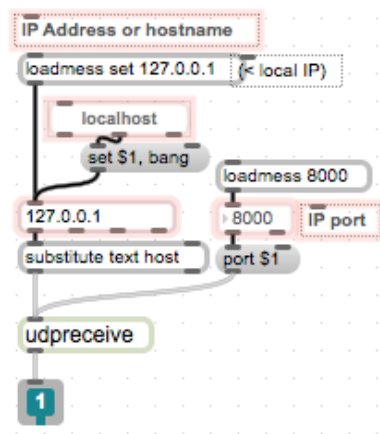 IP Address or hostname
loadmess set 127.0.0.1
(< local IP)
localhost
set $1, bang
loadmess 8000
127.0.0.1
8000
IP port
substitute text host
port $1
udpreceive
1